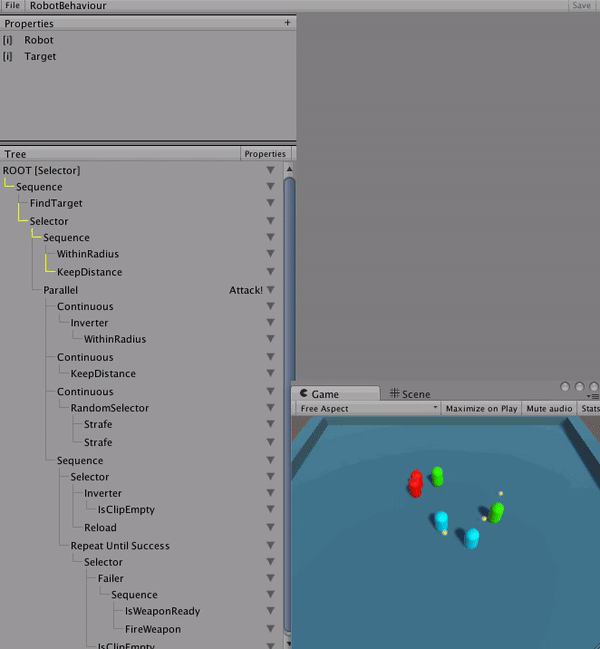 File RobotBehaviour Save
Properties +
[i] Robot
[i] Target
Tree Properties
ROOT [Selector]
Sequence
FindTarget
Selector
Sequence
WithinRadius
KeepDistance
Parallel Attack!
Continuous
Inverter
WithinRadius
Continuous
KeepDistance
Continuous
RandomSelector
Strafe
Strafe
Sequence
Selector
Inverter
IsClipEmpty
Reload
Repeat Until Success
Selector
Failer
Sequence
IsWeaponReady
FireWeapon
IsClipEmpty
Game Scene
Free Aspect Maximize on Play Mute audio Stats